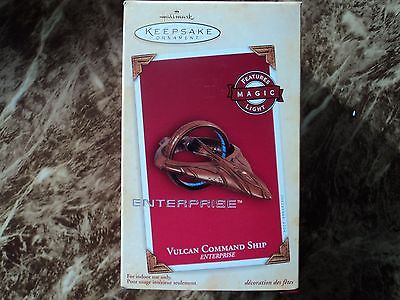 Hallmark
KEEPSAKE
ORNAMENT
FEATURES
MAGIC
LIGHT
ENTERPRISE™
VULCAN COMMAND SHIP
ENTERPRISE
For indoor use only.
Pour usage intérieur seulement.
décoration des fêtes